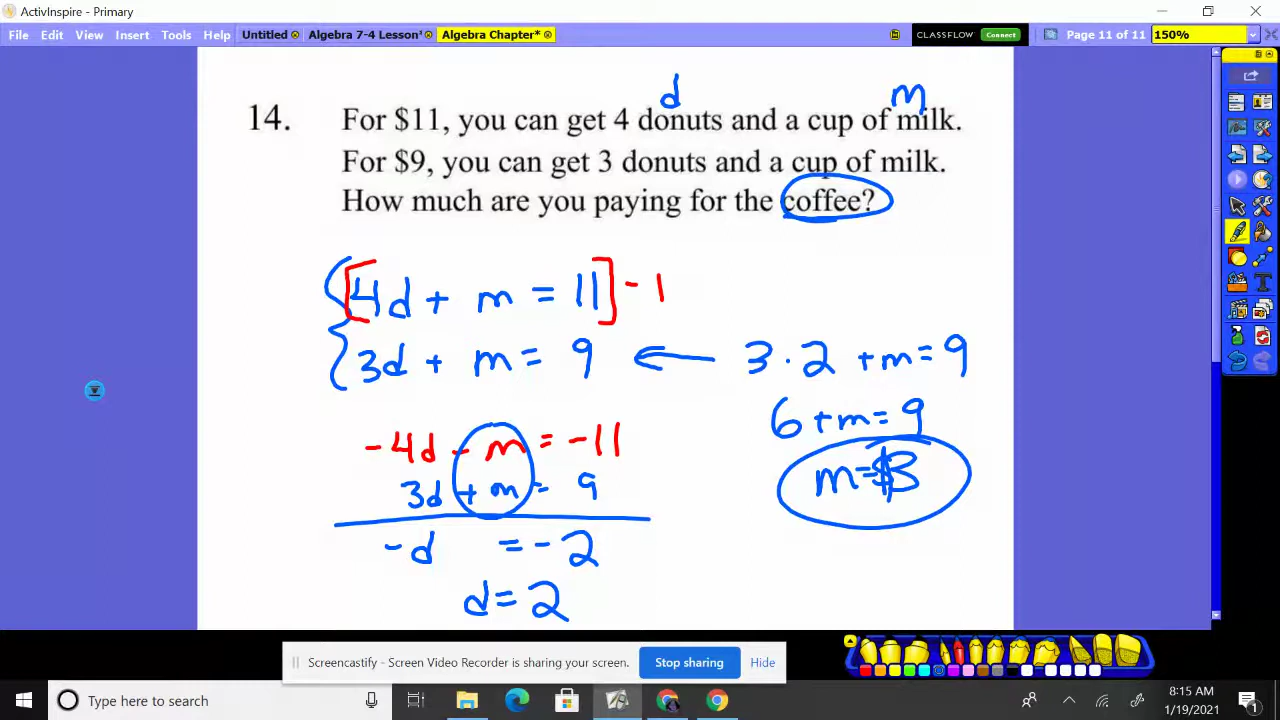 ActivInspire - Primary
File Edit View Insert Tools Help Untitled Algebra 7-4 Lesson* Algebra Chapter* CLASSFLOW Connect Page 11 of 11 150%
d m
14. For $11, you can get 4 donuts and a cup of milk.
For $9, you can get 3 donuts and a cup of milk.
How much are you paying for the coffee?
[4d + m = 11] - 1
3d + m = 9 ← 3 · 2 + m = 9
6 + m = 9
-4d - m = -11
m = $3
3d + m = 9
-d = -2
d = 2
Screencastify - Screen Video Recorder is sharing your screen. Stop sharing Hide
Type here to search
8:15 AM
1/19/2021
1